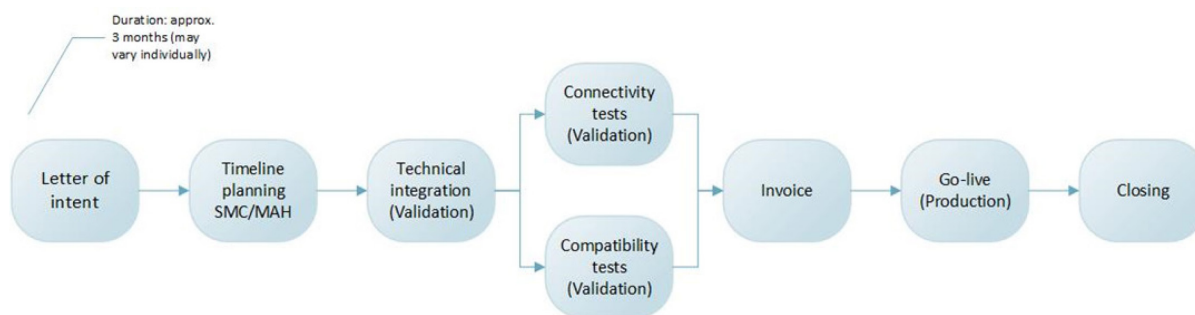 Duration: approx.
3 months (may
vary individually)
Letter of
intent
Timeline
planning
SMC/MAH
Technical
integration
(Validation)
Connectivity
tests
(Validation)
Compatibility
tests
(Validation)
Invoice
Go-live
(Production)
Closing